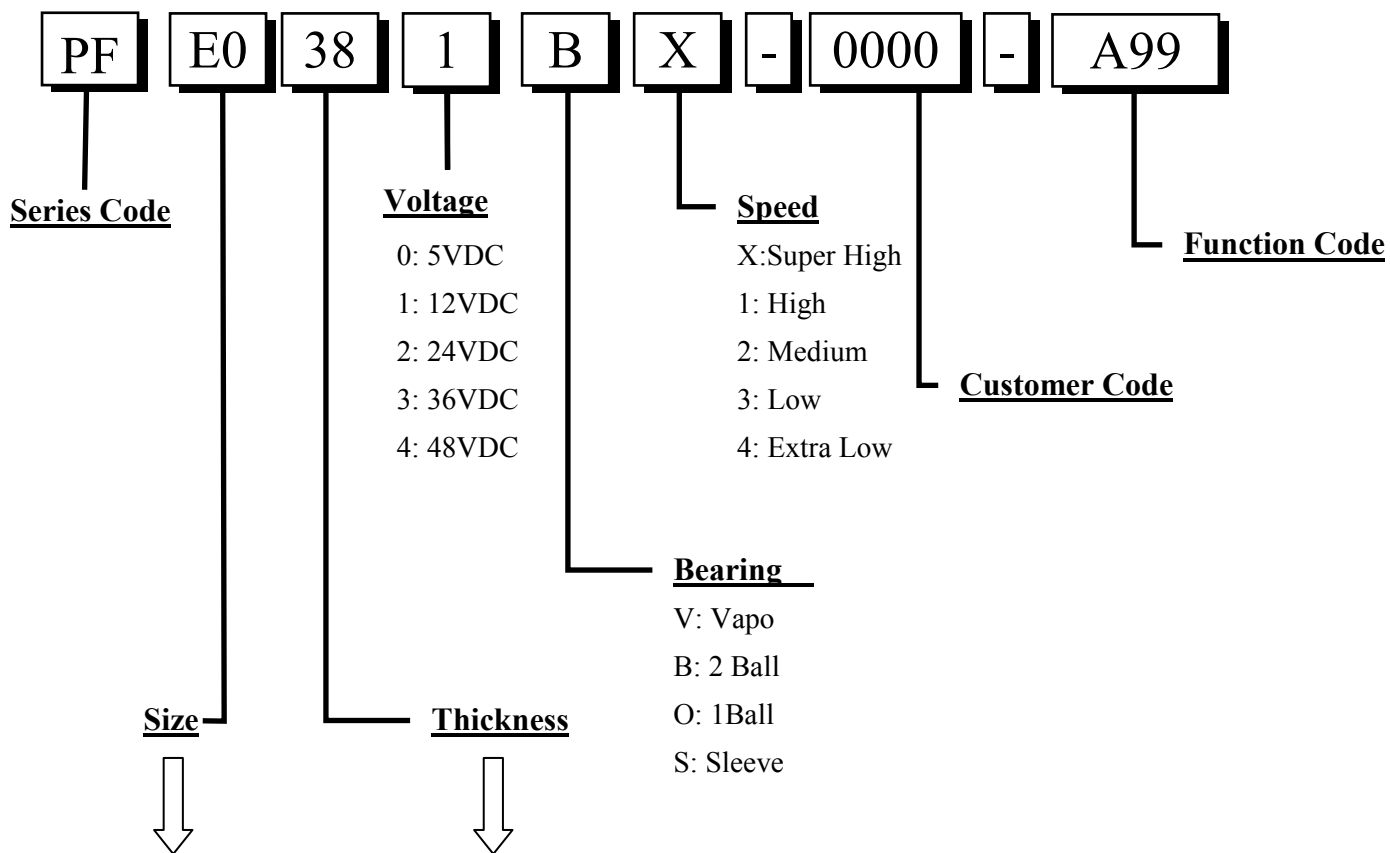 PF E0 38 1 B X - 0000 - A99
Series Code
Voltage
0: 5VDC
1: 12VDC
2: 24VDC
3: 36VDC
4: 48VDC
Speed
X:Super High
1: High
2: Medium
3: Low
4: Extra Low
Function Code
Customer Code
Bearing
V: Vapo
B: 2 Ball
O: 1Ball
S: Sleeve
Size
Thickness